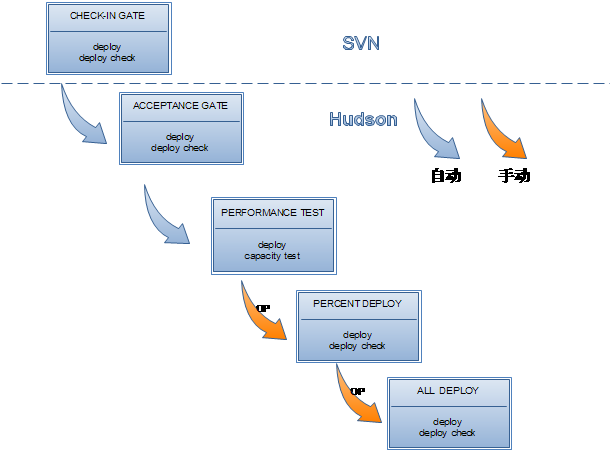 CHECK-IN GATE
deploy
deploy check
SVN
ACCEPTANCE GATE
deploy
deploy check
Hudson
自动
手动
PERFORMANCE TEST
deploy
capacity test
OP
PERCENT DEPLOY
deploy
deploy check
OP
ALL DEPLOY
deploy
deploy check